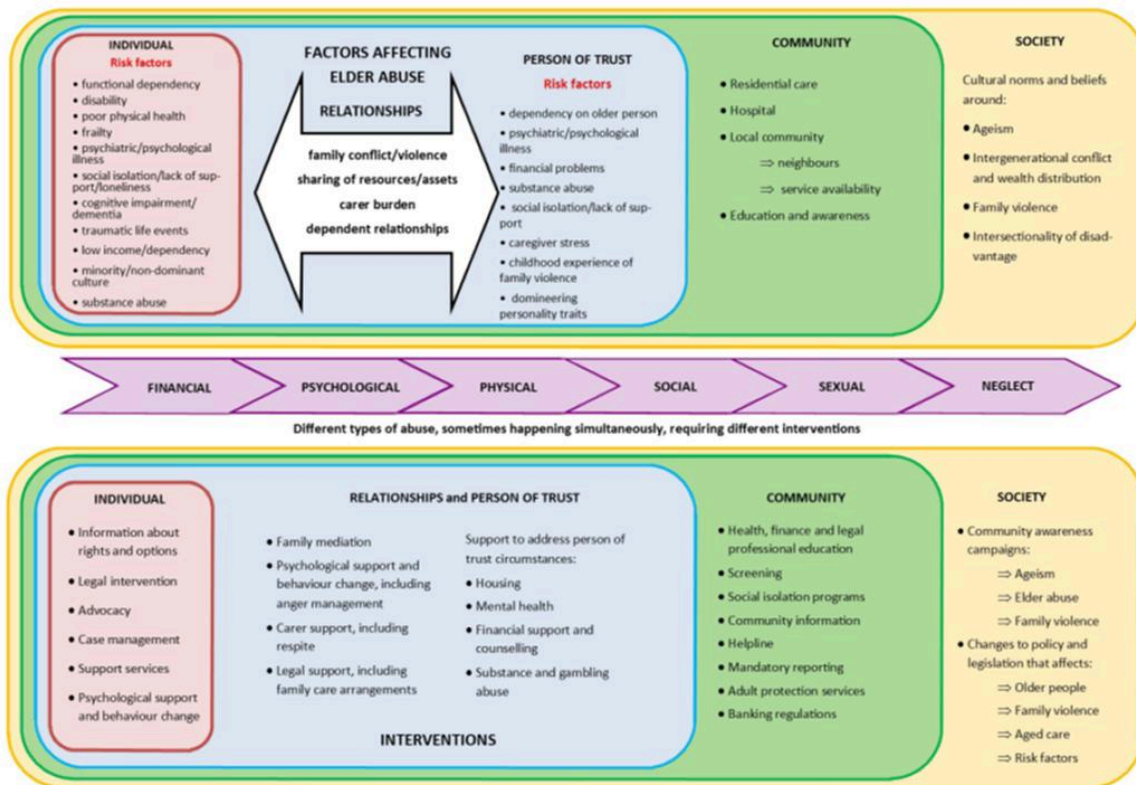 INDIVIDUAL
Risk factors
• functional dependency
• disability
• poor physical health
• frailty
• psychiatric/psychological
illness
• social isolation/lack of sup-
port/loneliness
• cognitive impairment/
dementia
• traumatic life events
• low income/dependency
• minority/non-dominant
culture
• substance abuse
FACTORS AFFECTING
ELDER ABUSE
RELATIONSHIPS
family conflict/violence
sharing of resources/assets
carer burden
dependent relationships
PERSON OF TRUST
Risk factors
• dependency on older person
• psychiatric/psychological
illness
• financial problems
• substance abuse
• social isolation/lack of sup-
port
• caregiver stress
• childhood experience of
family violence
• domineering
personality traits
COMMUNITY
• Residential care
• Hospital
• Local community
⇒ neighbours
⇒ service availability
• Education and awareness
SOCIETY
Cultural norms and beliefs
around:
• Ageism
• Intergenerational conflict
and wealth distribution
• Family violence
• Intersectionality of disad-
vantage
FINANCIAL
PSYCHOLOGICAL
PHYSICAL
SOCIAL
SEXUAL
NEGLECT
Different types of abuse, sometimes happening simultaneously, requiring different interventions
INDIVIDUAL
• Information about
rights and options
• Legal intervention
• Advocacy
• Case management
• Support services
• Psychological support
and behaviour change
RELATIONSHIPS and PERSON OF TRUST
• Family mediation
• Psychological support and
behaviour change, including
anger management
• Carer support, including
respite
• Legal support, including
family care arrangements
Support to address person of
trust circumstances:
• Housing
• Mental health
• Financial support and
counselling
• Substance and gambling
abuse
INTERVENTIONS
COMMUNITY
• Health, finance and legal
professional education
• Screening
• Social isolation programs
• Community information
• Helpline
• Mandatory reporting
• Adult protection services
• Banking regulations
SOCIETY
• Community awareness
campaigns:
⇒ Ageism
⇒ Elder abuse
⇒ Family violence
• Changes to policy and
legislation that affects:
⇒ Older people
⇒ Family violence
⇒ Aged care
⇒ Risk factors